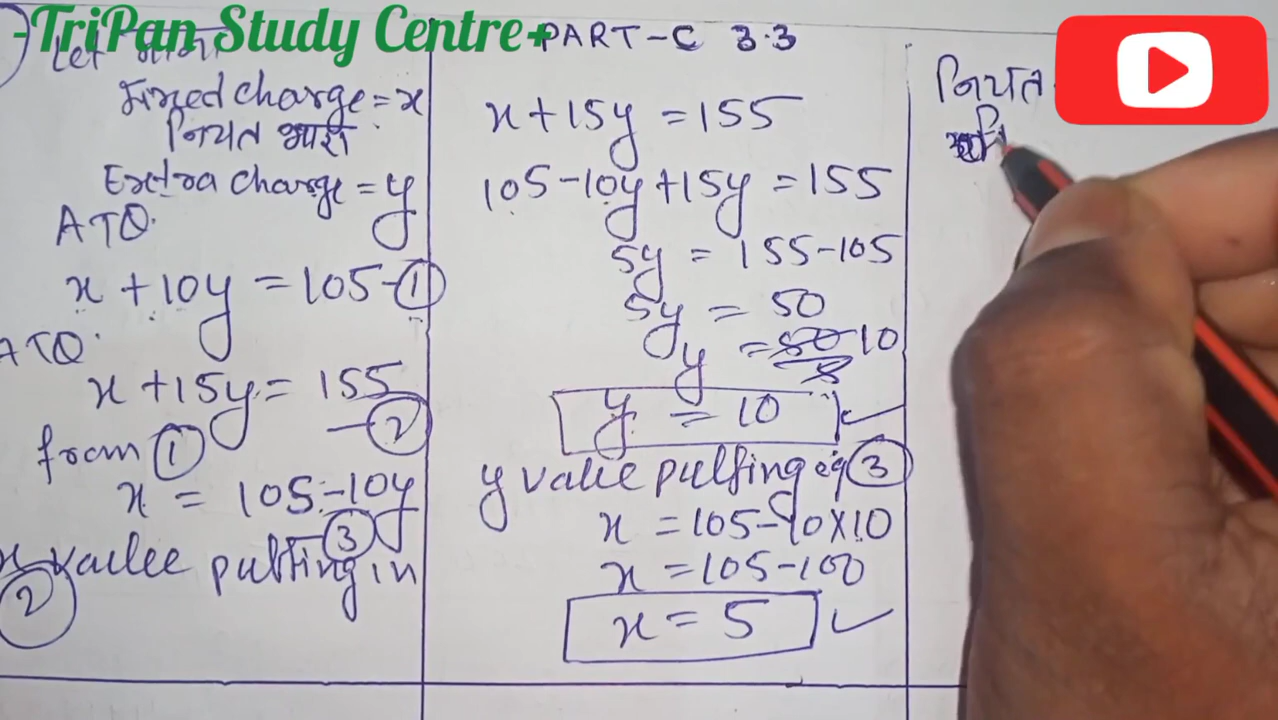 -TriPan Study Centre+
PART-C 3.3
Let माना
fixed charge = x
नियत भाड़ा
Extra charge = y
ATQ.
x + 10y = 105 - ①
ATQ.
x + 15y = 155
- ②
from ①
x = 105 - 10y
- ③
x value putting in
②
x + 15y = 155
105 - 10y + 15y = 155
5y = 155 - 105
5y = 50
y = 50/5 10
y = 10
y value putting eq ③
x = 105 - 10 × 10
x = 105 - 100
x = 5
नियत